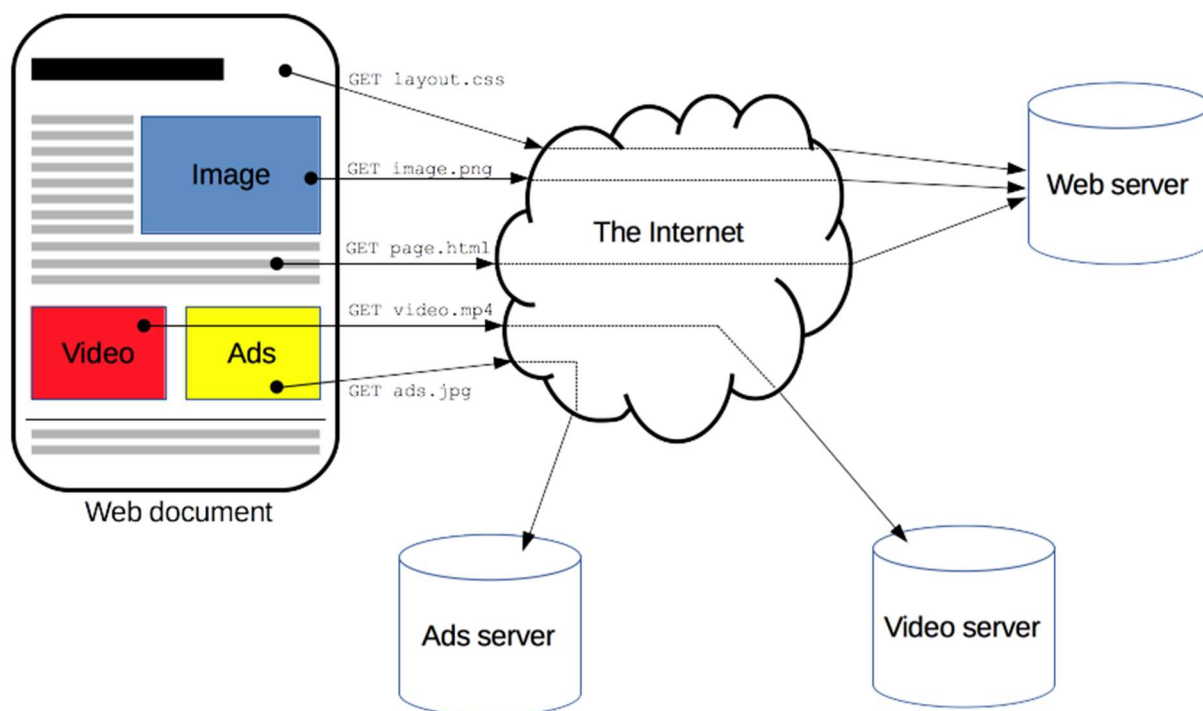 GET layout.css
Image
GET image.png
Web server
The Internet
GET page.html
GET video.mp4
Video
Ads
GET ads.jpg
Web document
Ads server
Video server